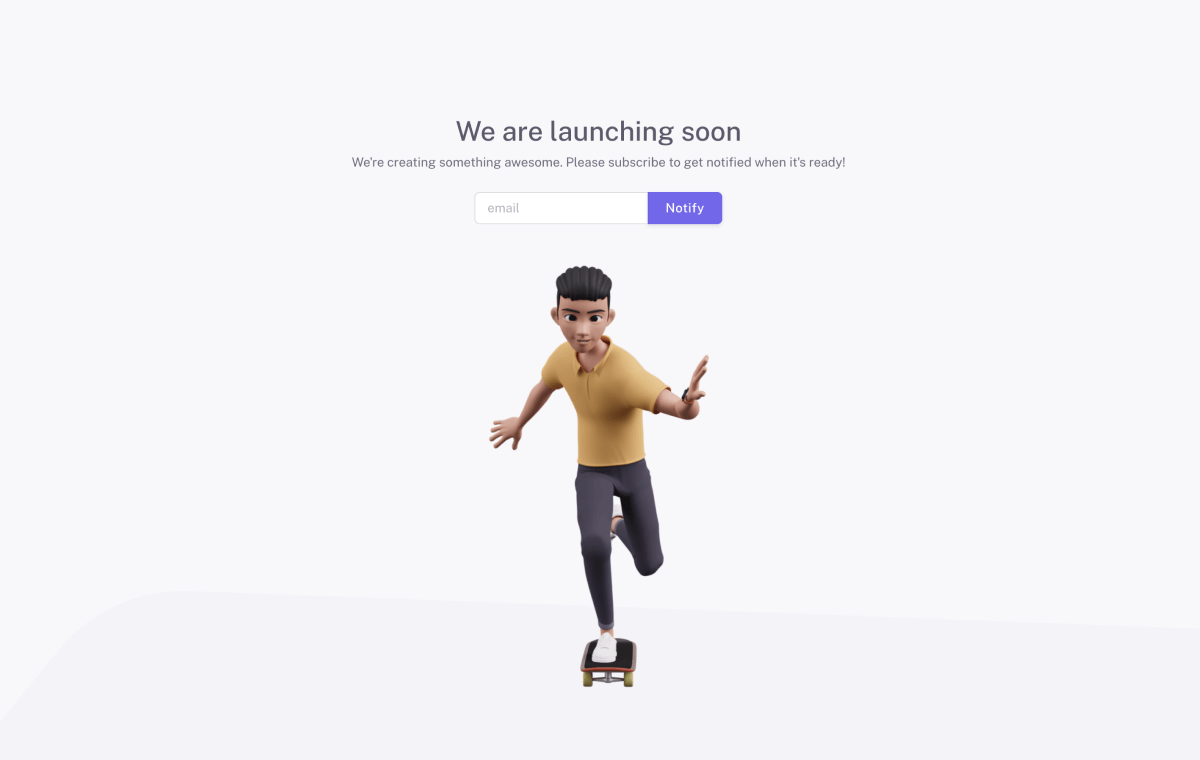 We are launching soon
We're creating something awesome. Please subscribe to get notified when it's ready!
email
Notify